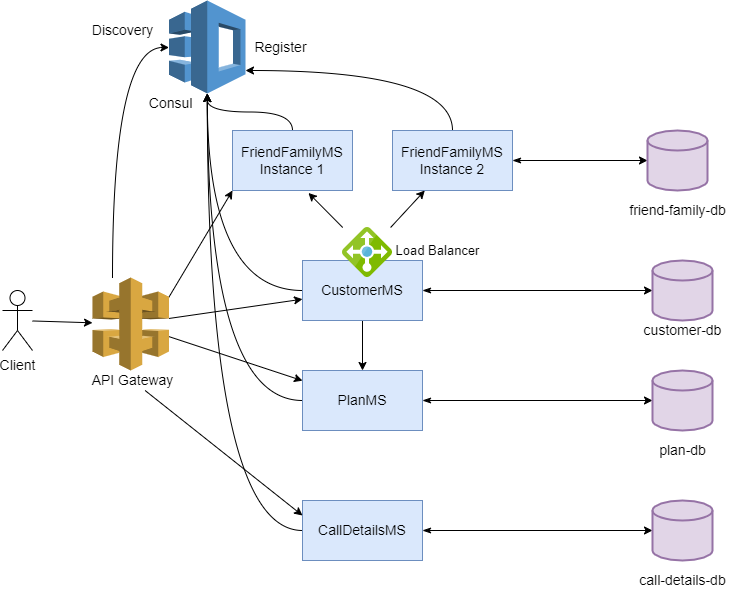 Discovery
Register
Consul
FriendFamilyMS
Instance 1
FriendFamilyMS
Instance 2
friend-family-db
Load Balancer
CustomerMS
customer-db
Client
API Gateway
PlanMS
plan-db
CallDetailsMS
call-details-db